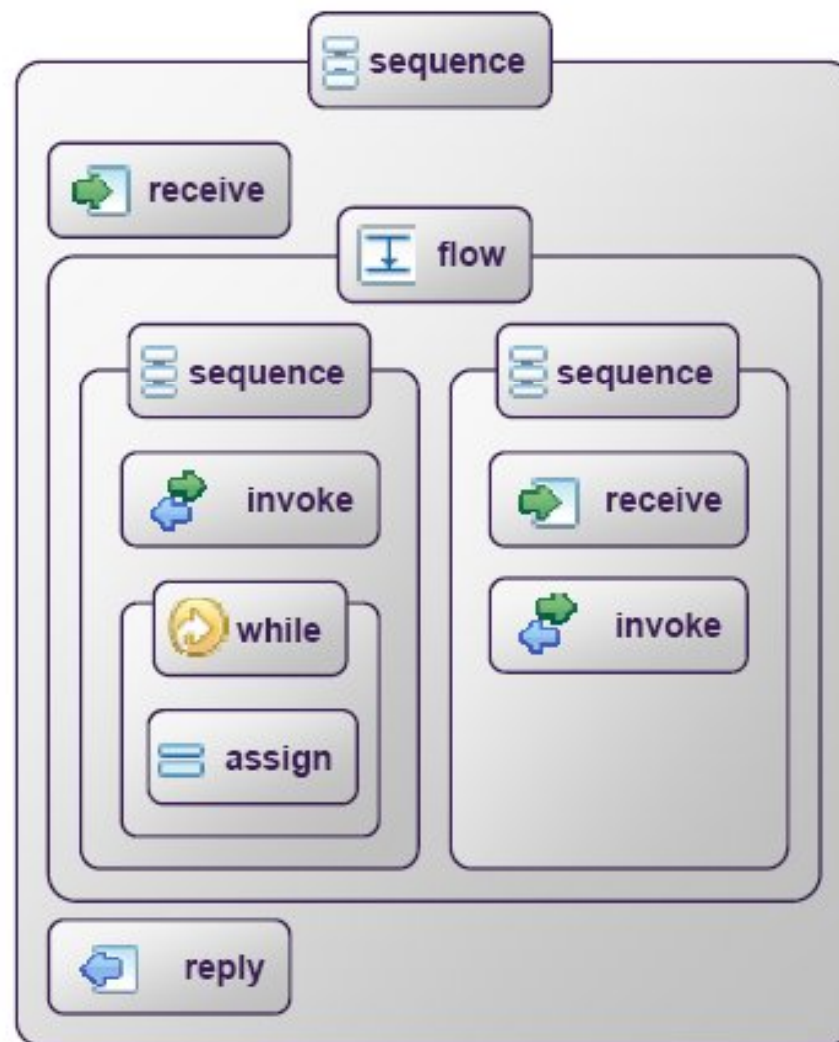 sequence
receive
flow
sequence
sequence
invoke
receive
while
invoke
assign
reply